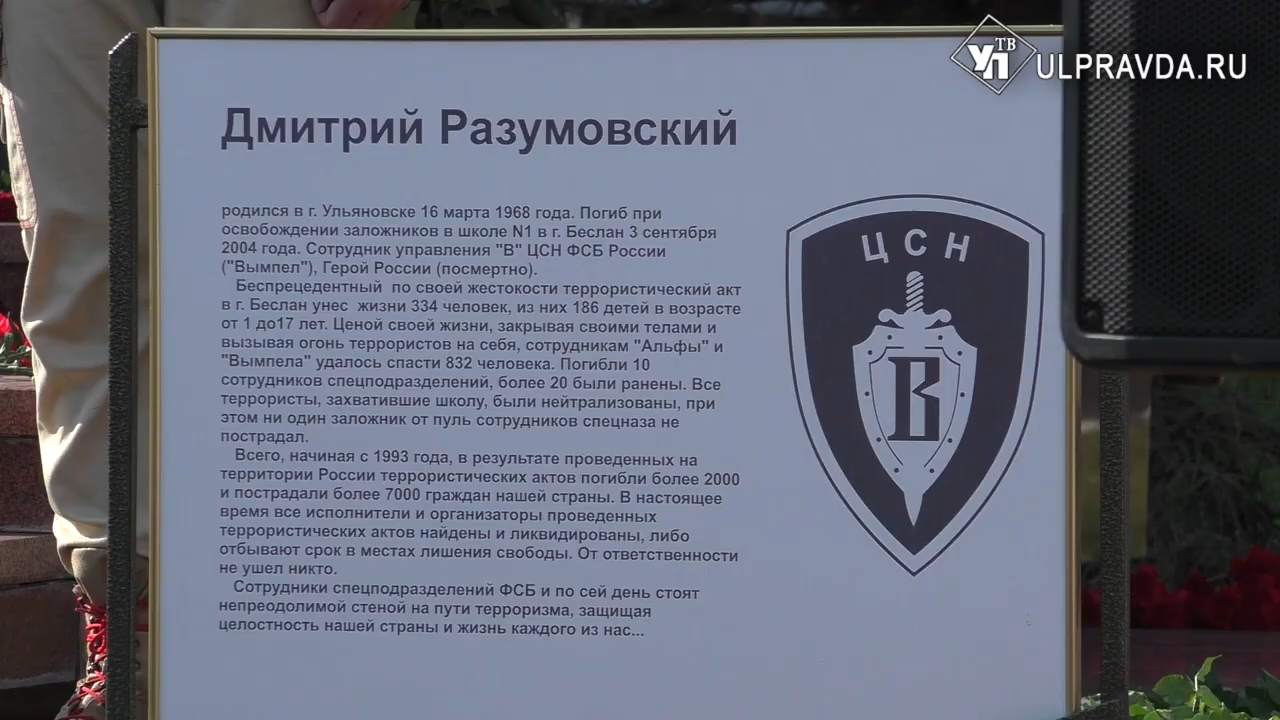 ТВ
УП
ULPRAVDA.RU
Дмитрий Разумовский
родился в г. Ульяновске 16 марта 1968 года. Погиб при
освобождении заложников в школе N1 в г. Беслан 3 сентября
2004 года. Сотрудник управления "В" ЦСН ФСБ России
("Вымпел"), Герой России (посмертно).
Беспрецедентный по своей жестокости террористический акт
в г. Беслан унес жизни 334 человек, из них 186 детей в возрасте
от 1 до17 лет. Ценой своей жизни, закрывая своими телами и
вызывая огонь террористов на себя, сотрудникам "Альфы" и
"Вымпела" удалось спасти 832 человека. Погибли 10
сотрудников спецподразделений, более 20 были ранены. Все
террористы, захватившие школу, были нейтрализованы, при
этом ни один заложник от пуль сотрудников спецназа не
пострадал.
Всего, начиная с 1993 года, в результате проведенных на
территории России террористических актов погибли более 2000
и пострадали более 7000 граждан нашей страны. В настоящее
время все исполнители и организаторы проведенных
террористических актов найдены и ликвидированы, либо
отбывают срок в местах лишения свободы. От ответственности
не ушел никто.
Сотрудники спецподразделений ФСБ и по сей день стоят
непреодолимой стеной на пути терроризма, защищая
целостность нашей страны и жизнь каждого из нас...
ЦСН
В